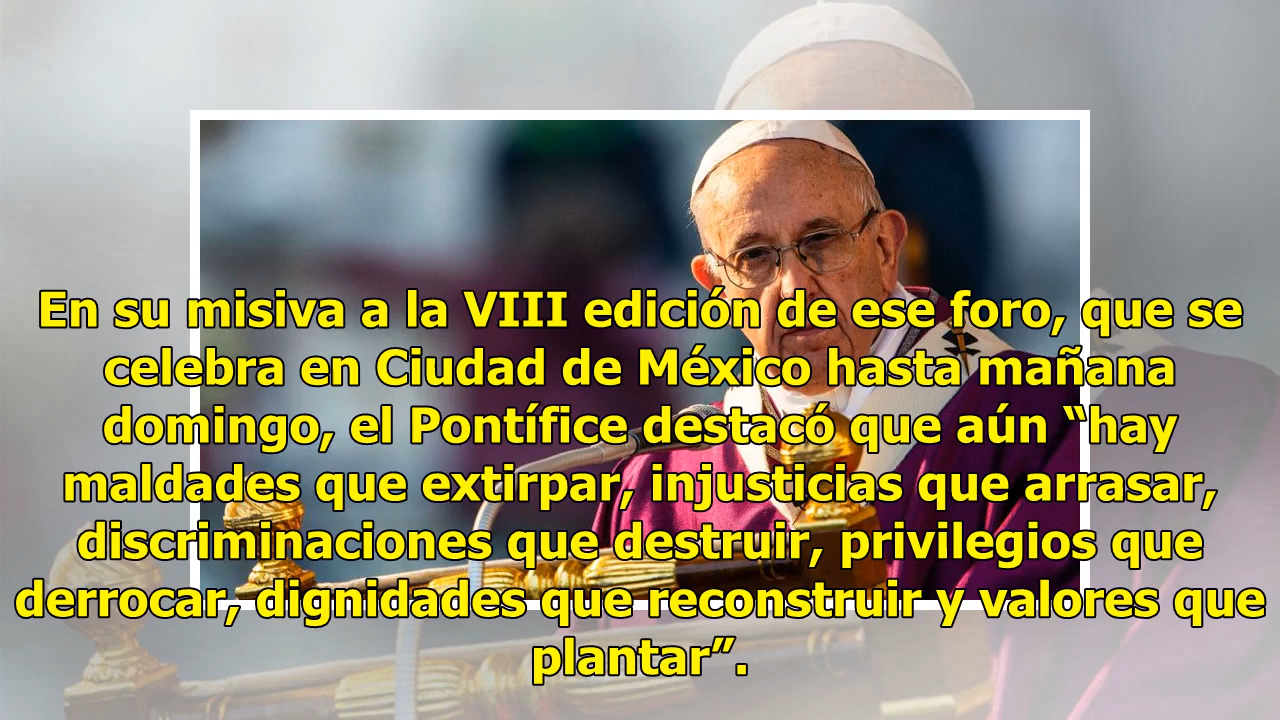 En su misiva a la VIII edición de ese foro, que se
celebra en Ciudad de México hasta mañana
domingo, el Pontífice destacó que aún “hay
maldades que extirpar, injusticias que arrasar,
discriminaciones que destruir, privilegios que
derrocar, dignidades que reconstruir y valores que
plantar”.